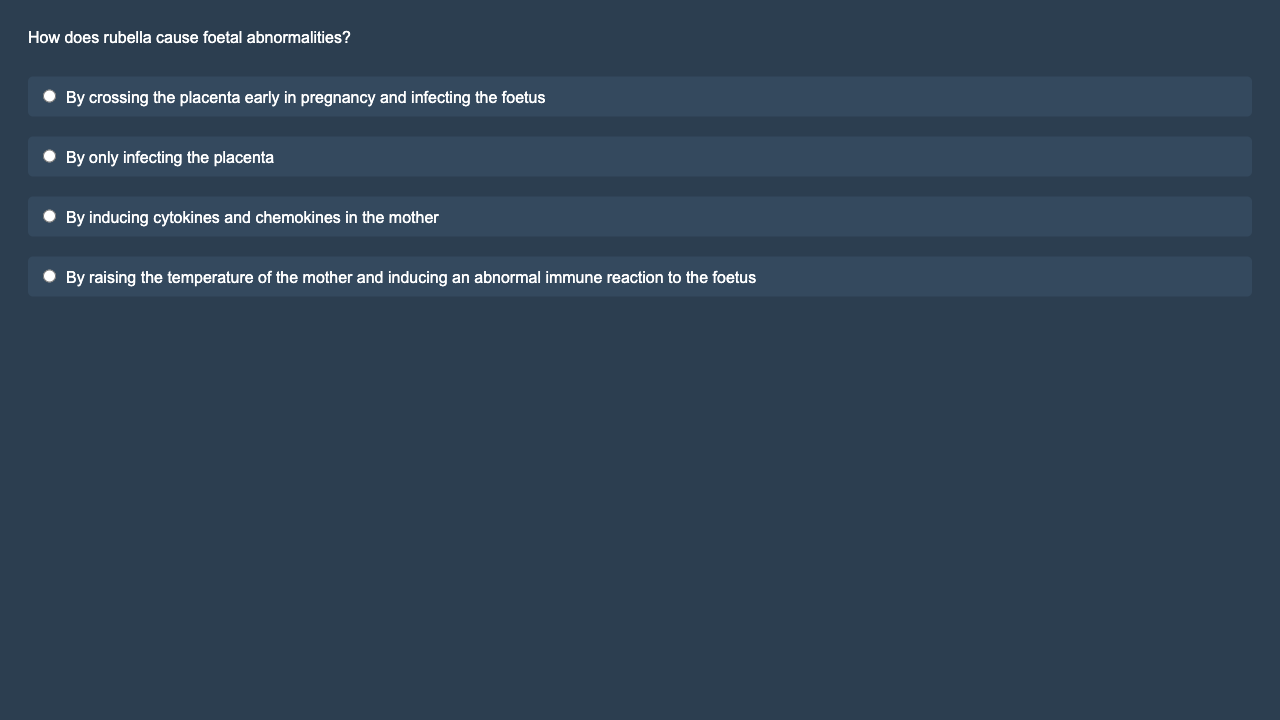 How does rubella cause foetal abnormalities?
By crossing the placenta early in pregnancy and infecting the foetus
By only infecting the placenta
By inducing cytokines and chemokines in the mother
By raising the temperature of the mother and inducing an abnormal immune reaction to the foetus